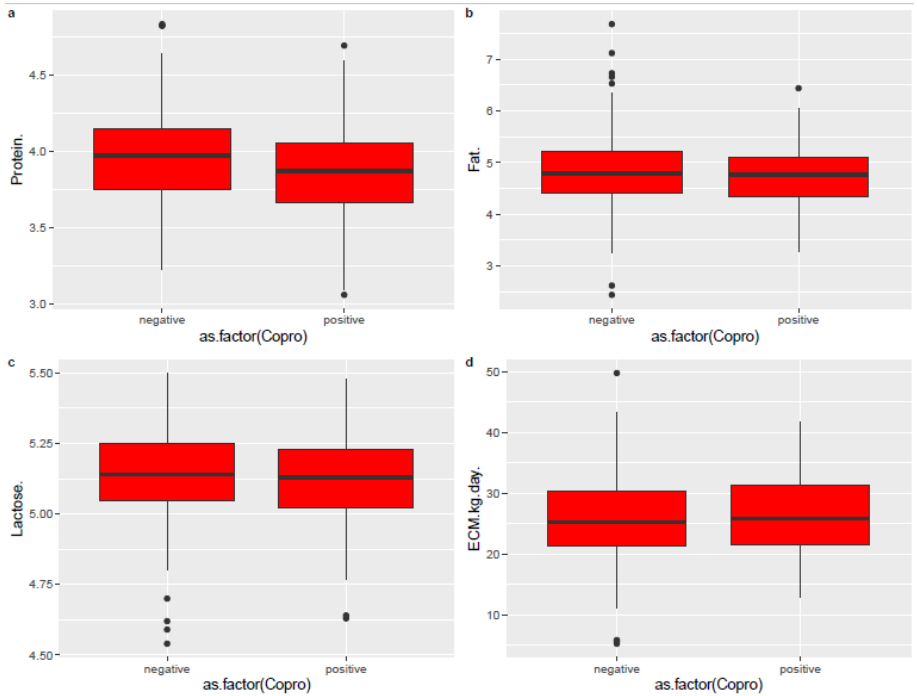 a
Protein.
4.5
4.0
3.5
3.0
negative
positive
as.factor(Copro)
b
Fat.
7
6
5
4
3
negative
positive
as.factor(Copro)
c
Lactose.
5.50
5.25
5.00
4.75
4.50
negative
positive
as.factor(Copro)
d
ECM.kg.day.
50
40
30
20
10
negative
positive
as.factor(Copro)